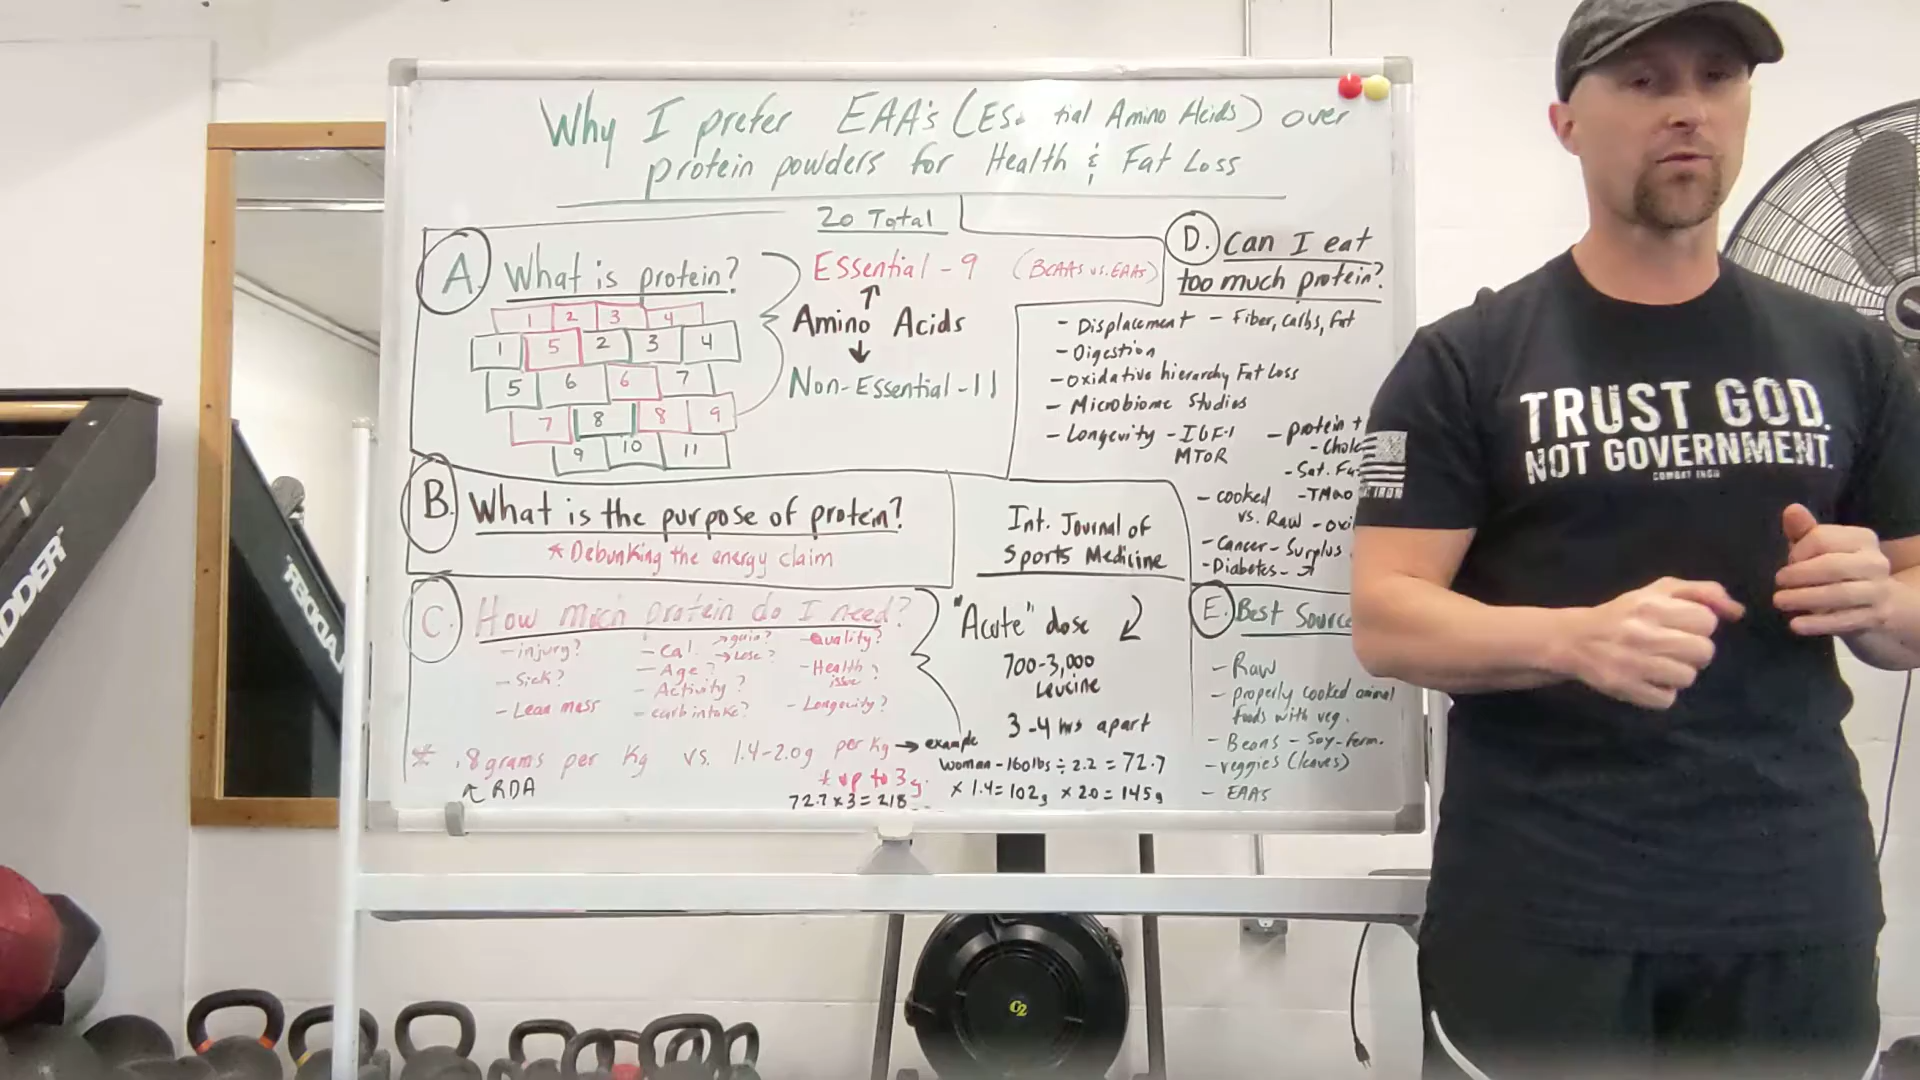 Why I prefer EAA's (Es tial Amino Acids) over
protein powders for Health & Fat Loss
20 Total
A. What is protein?
1 2 3 4
1 5 2 3 4
5 6 6 7
7 8 8 9
9 10 11
Essential - 9 (BCAAs vs. EAAs)
Amino Acids
Non-Essential - 11
B. What is the purpose of protein?
* Debunking the energy claim
C. How much protein do I need?
- injury?
- Sick?
- Lean mass
- Cal. → gain?
→ Lose?
- Age?
- Activity?
- carb intake?
- Quality?
- Health
issue?
- Longevity?
* .8 grams per Kg vs. 1.4-2.0g per Kg → example
RDA
* up to 3g.
72.7 x 3 = 218
Int. Journal of
Sports Medicine
"Acute" dose
700-3,000
Leucine
3-4 hrs apart
woman - 160lbs ÷ 2.2 = 72.7
x 1.4 = 102g x 2.0 = 145g
D. Can I eat
too much protein?
- Displacement - Fiber, Carbs, Fat
- Digestion
- Oxidative hierarchy Fat Loss
- Microbiome Studies
- Longevity - IGF-1
MTOR
- protein +
- Sat.
- cooked - TMAO
vs. Raw
- Cancer - Surplus
- Diabetes -
E. Best Source
- Raw
- properly cooked animal
foods with veg.
- Beans - Soy-ferm.
- veggies (leaves)
- EAAs
TRUST GOD.
NOT GOVERNMENT.
COMBAT IRON
IRON
ADDER
C2